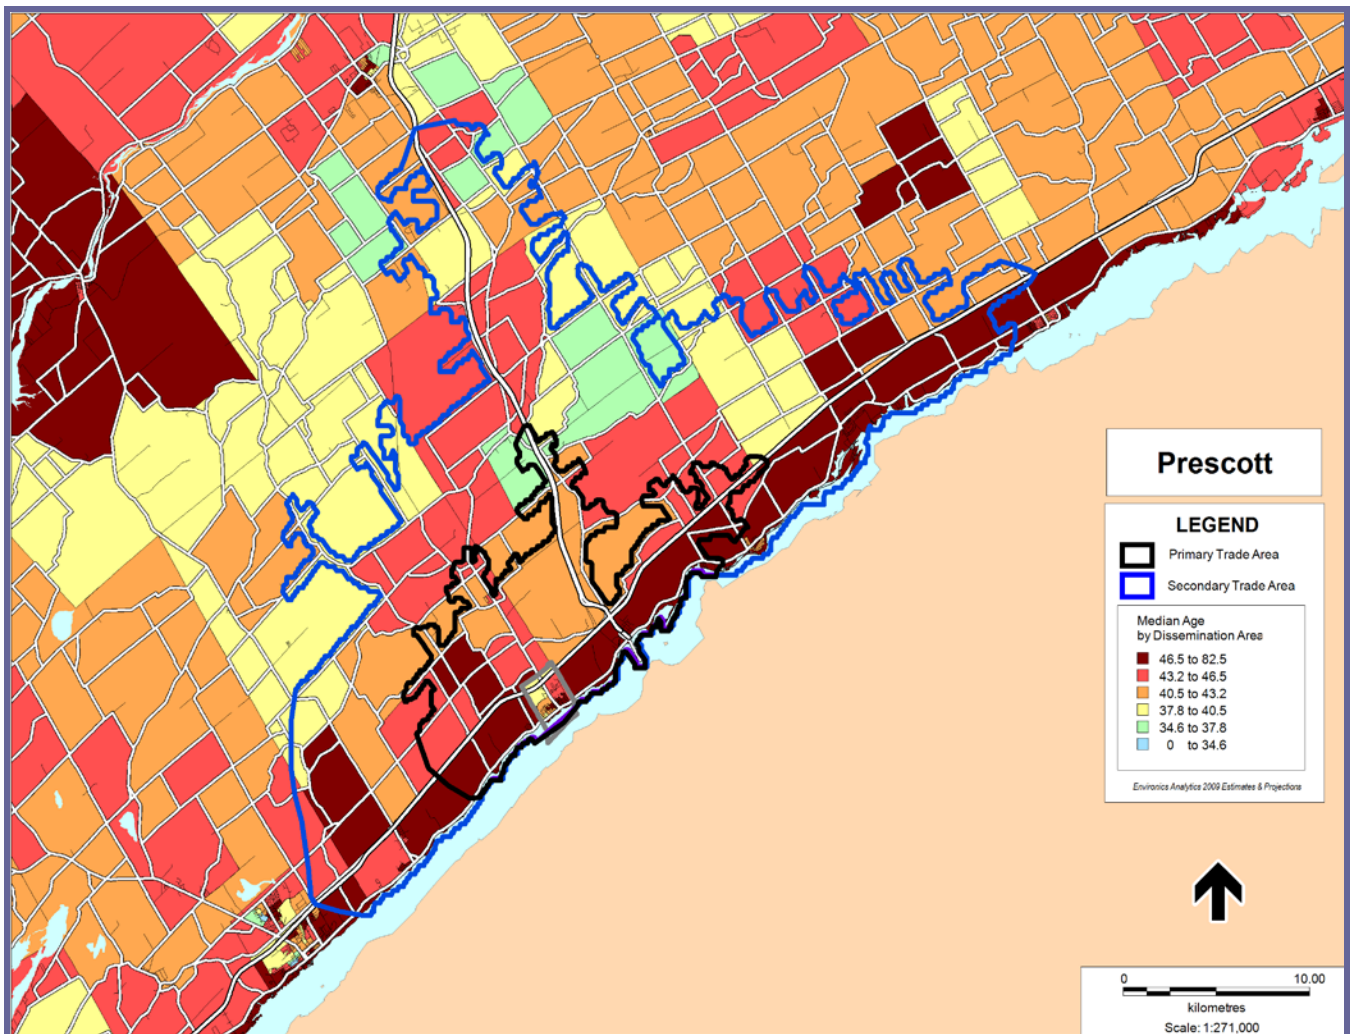 Prescott
LEGEND
Primary Trade Area
Secondary Trade Area
Median Age
by Dissemination Area
46.5 to 82.5
43.2 to 46.5
40.5 to 43.2
37.8 to 40.5
34.6 to 37.8
0 to 34.6
Environics Analytics 2009 Estimates & Projections
0 10.00
kilometres
Scale: 1:271,000